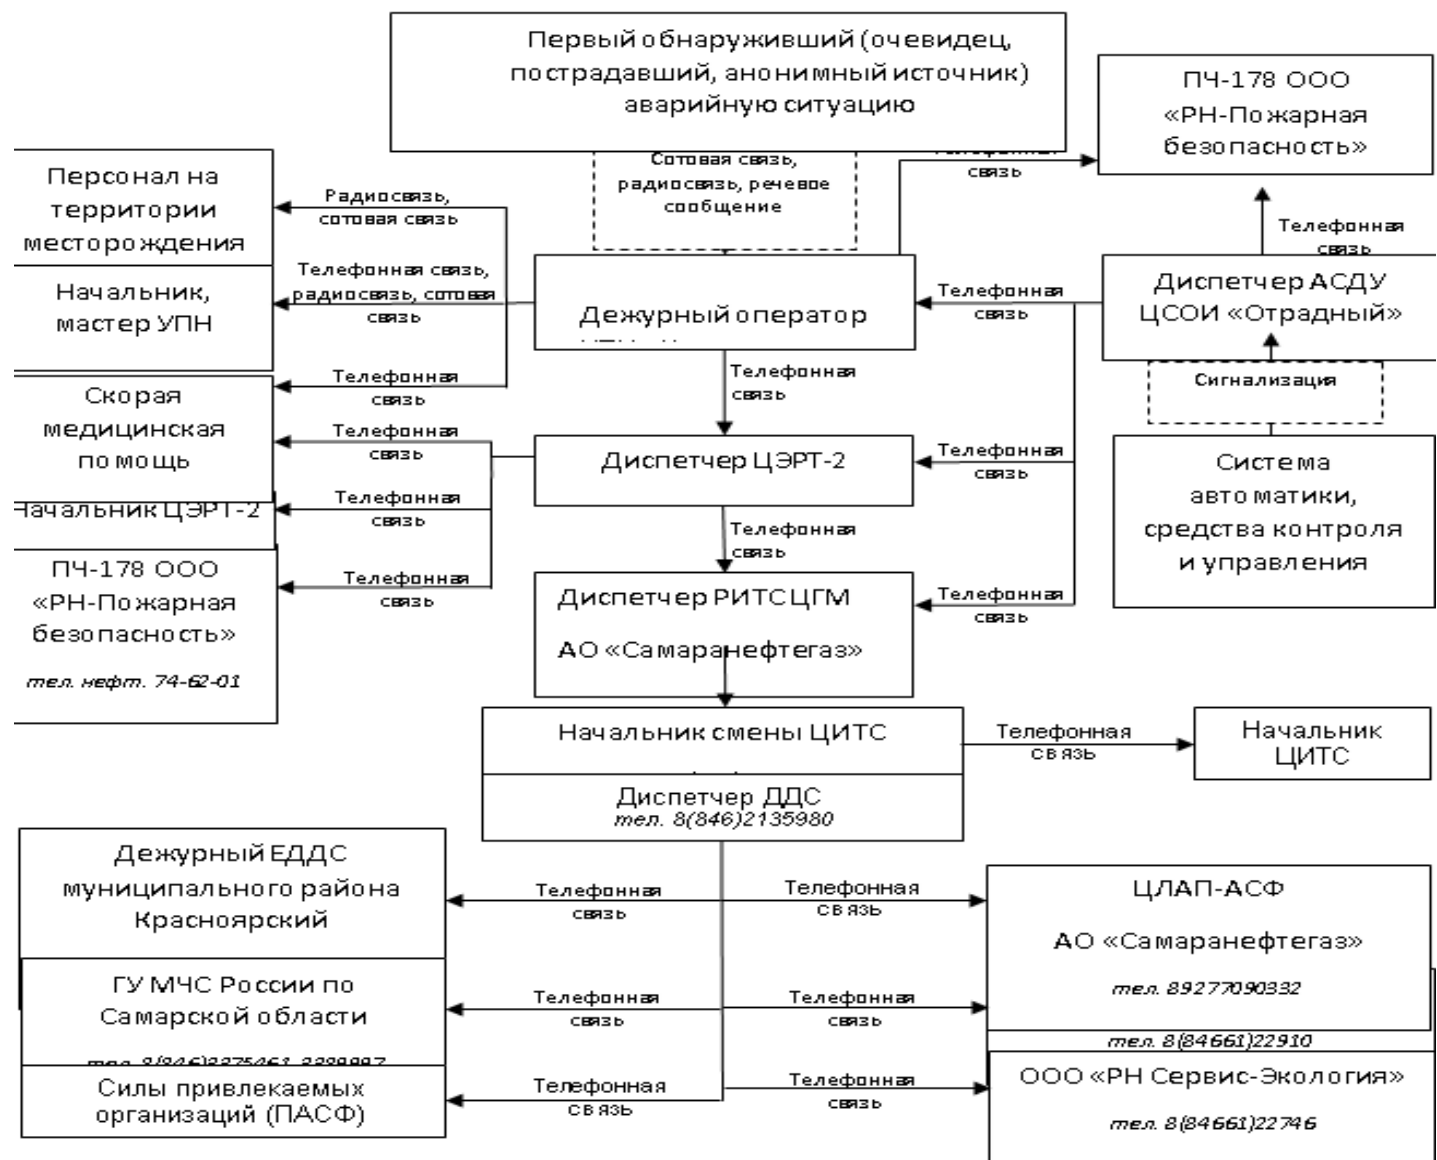 Первый обнаруживший (очевидец,
пострадавший, анонимный источник)
аварийную ситуацию
ПЧ-178 ООО
«РН-Пожарная
безопасность»
Сотовая связь,
радиосвязь, речевое
сообщение
связь
Персонал на
территории
месторождения
Радиосвязь,
сотовая связь
Телефонная
связь
Начальник,
мастер УПН
Телефонная связь,
радиосвязь, сотовая
связь
Дежурный оператор
Телефонная
связь
Диспетчер АСДУ
ЦСОИ «Отрадный»
Сигнализация
Скорая
медицинская
помощь
Телефонная
связь
Телефонная
связь
Телефонная
связь
Диспетчер ЦЭРТ-2
Телефонная
связь
Система
автоматики,
средства контроля
и управления
Начальник ЦЭРТ-2
Телефонная
связь
Телефонная
связь
ПЧ-178 ООО
«РН-Пожарная
безопасность»
тел. нефт. 74-62-01
Телефонная
связь
Диспетчер РИТС ЦГМ
АО «Самаранефтегаз»
Телефонная
связь
Начальник смены ЦИТС
Телефонная
связь
Начальник
ЦИТС
Диспетчер ДДС
тел. 8(846)2135980
Дежурный ЕДДС
муниципального района
Красноярский
Телефонная
связь
Телефонная
связь
ЦЛАП-АСФ
АО «Самаранефтегаз»
тел. 89277090332
ГУ МЧС России по
Самарской области
Телефонная
связь
Телефонная
связь
тел. 8(84661)22910
Силы привлекаемых
организаций (ПАСФ)
Телефонная
связь
Телефонная
связь
ООО «РН Сервис-Экология»
тел. 8(84661)22746